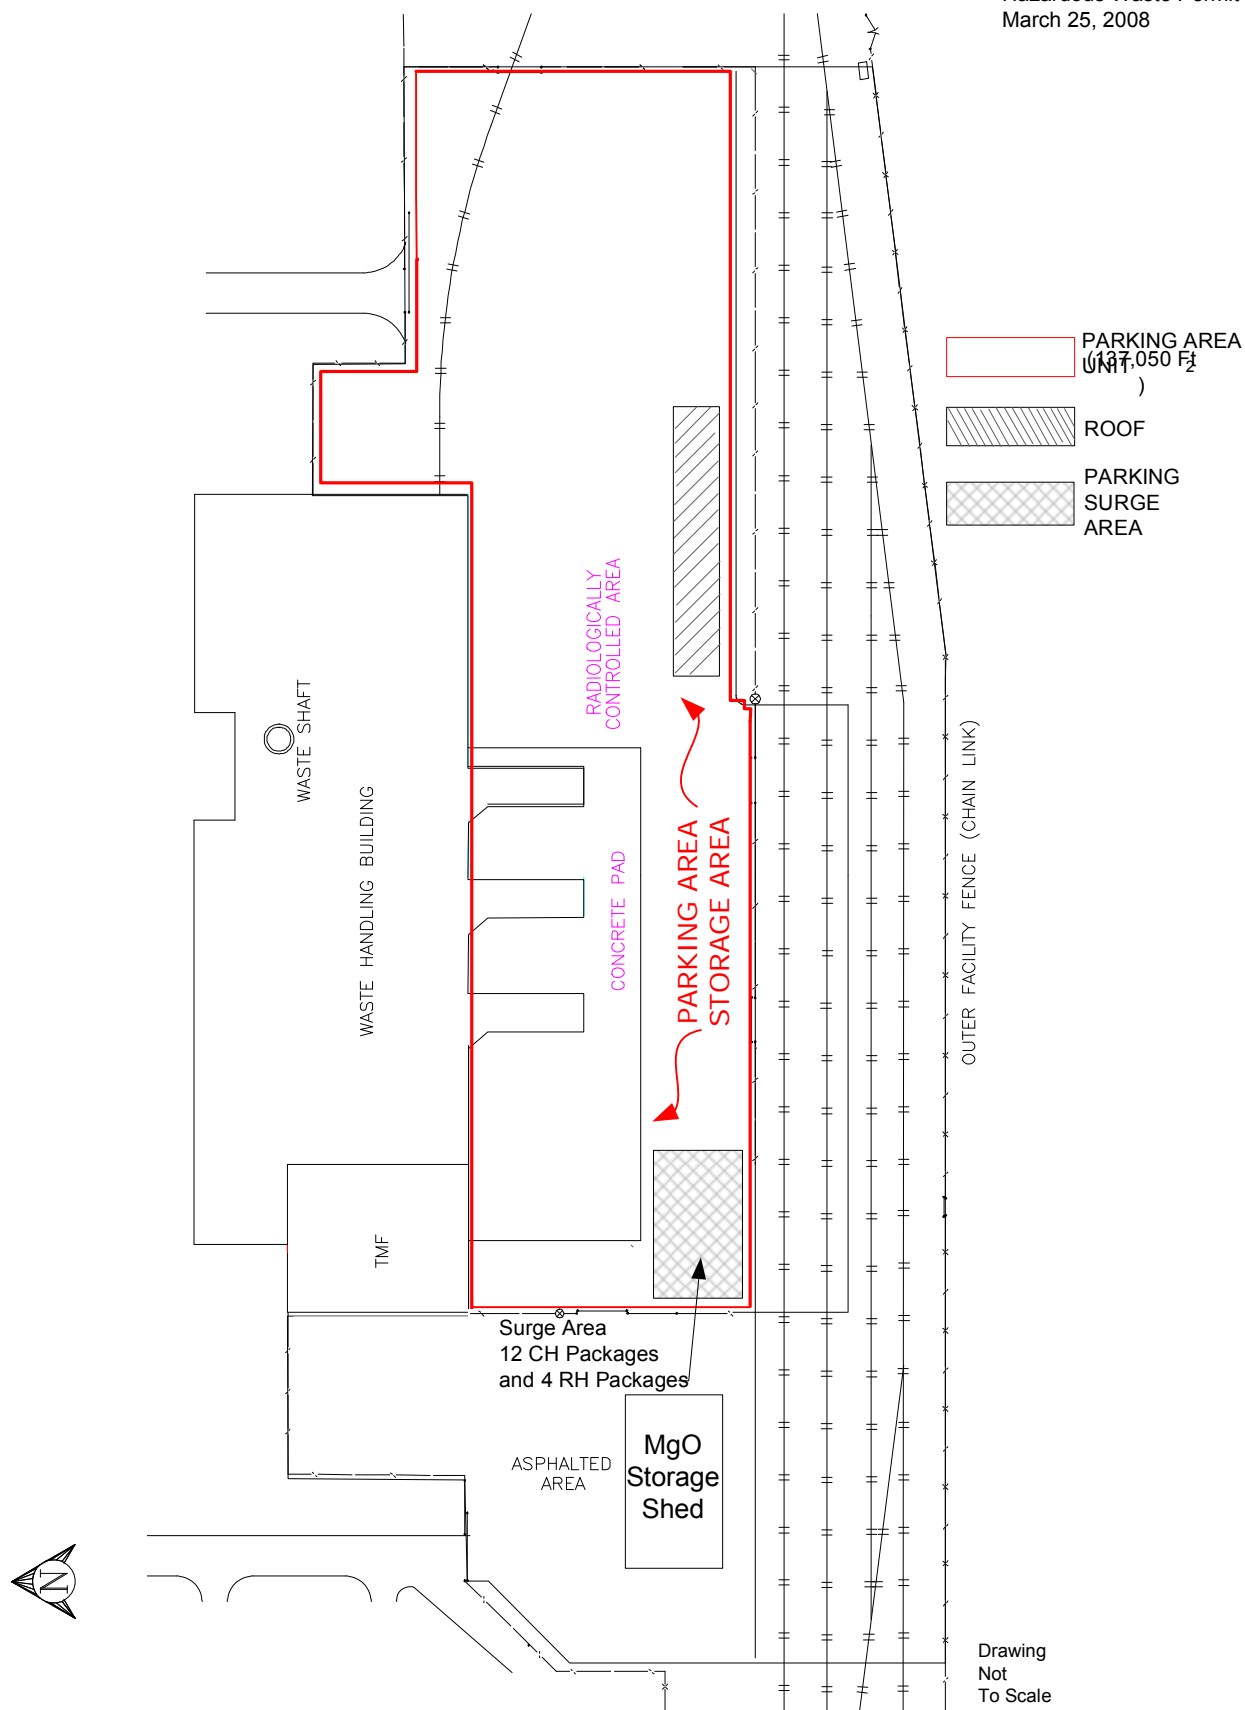 March 25, 2008
PARKING AREA
UNIT
(137,050 Ft
2
)
ROOF
PARKING
SURGE
AREA
RADIOLOGICALLY
CONTROLLED AREA
WASTE SHAFT
WASTE HANDLING BUILDING
CONCRETE PAD
PARKING AREA
STORAGE AREA
OUTER FACILITY FENCE (CHAIN LINK)
TMF
Surge Area
12 CH Packages
and 4 RH Packages
ASPHALTED
AREA
MgO
Storage
Shed
N
Drawing
Not
To Scale